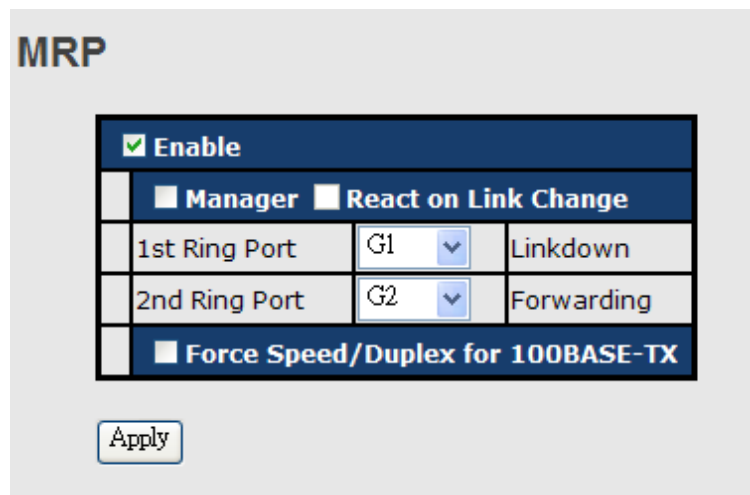 MRP
Enable
Manager React on Link Change
1st Ring Port G1 Linkdown
2nd Ring Port G2 Forwarding
Force Speed/Duplex for 100BASE-TX
Apply